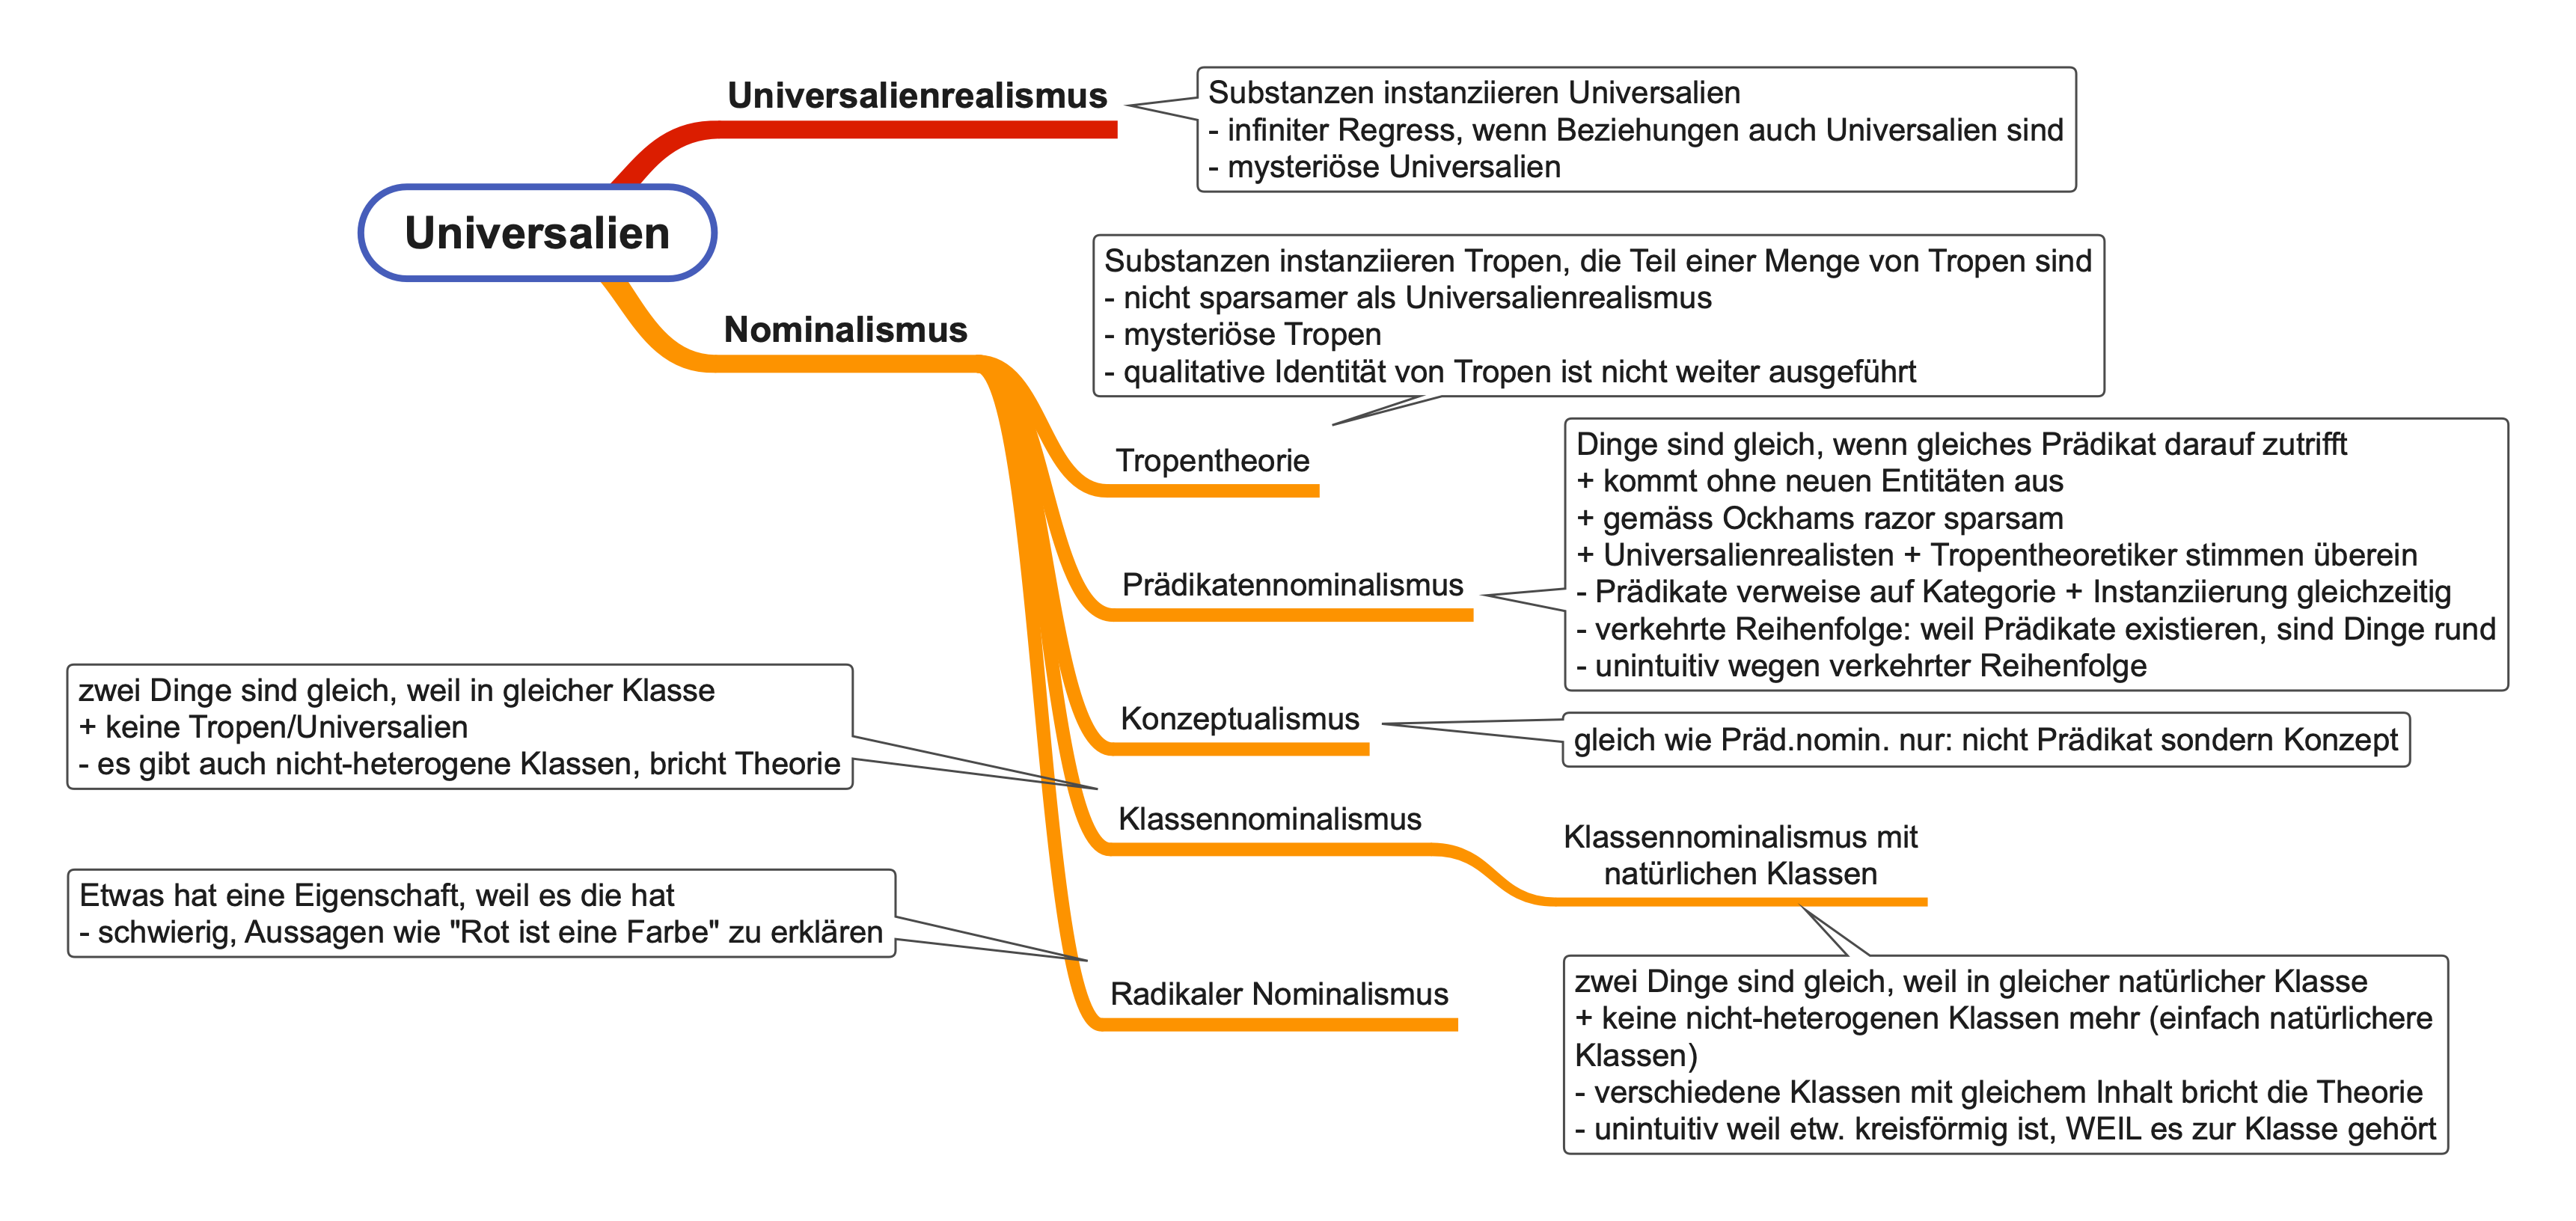 Universalien
Universalienrealismus
Substanzen instanziieren Universalien
- infiniter Regress, wenn Beziehungen auch Universalien sind
- mysteriöse Universalien
Nominalismus
Substanzen instanziieren Tropen, die Teil einer Menge von Tropen sind
- nicht sparsamer als Universalienrealismus
- mysteriöse Tropen
- qualitative Identität von Tropen ist nicht weiter ausgeführt
Tropentheorie
Dinge sind gleich, wenn gleiches Prädikat darauf zutrifft
+ kommt ohne neuen Entitäten aus
+ gemäss Ockhams razor sparsam
+ Universalienrealisten + Tropentheoretiker stimmen überein
- Prädikate verweise auf Kategorie + Instanziierung gleichzeitig
- verkehrte Reihenfolge: weil Prädikate existieren, sind Dinge rund
- unintuitiv wegen verkehrter Reihenfolge
Prädikatennominalismus
Konzeptualismus
gleich wie Präd.nomin. nur: nicht Prädikat sondern Konzept
zwei Dinge sind gleich, weil in gleicher Klasse
+ keine Tropen/Universalien
- es gibt auch nicht-heterogene Klassen, bricht Theorie
Klassennominalismus
Klassennominalismus mit
natürlichen Klassen
zwei Dinge sind gleich, weil in gleicher natürlicher Klasse
+ keine nicht-heterogenen Klassen mehr (einfach natürlichere
Klassen)
- verschiedene Klassen mit gleichem Inhalt bricht die Theorie
- unintuitiv weil etw. kreisförmig ist, WEIL es zur Klasse gehört
Etwas hat eine Eigenschaft, weil es die hat
- schwierig, Aussagen wie "Rot ist eine Farbe" zu erklären
Radikaler Nominalismus